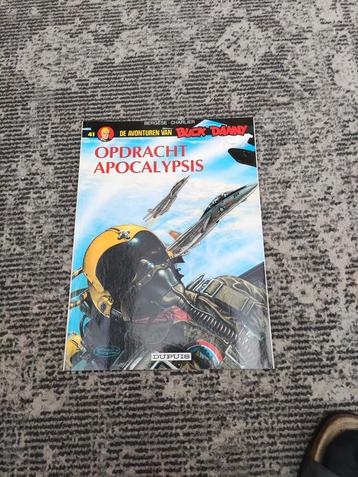 BERGÈSE CHARLIER
41 DE AVONTUREN VAN BUCK DANNY
OPDRACHT
APOCALYPSIS
DUPUIS